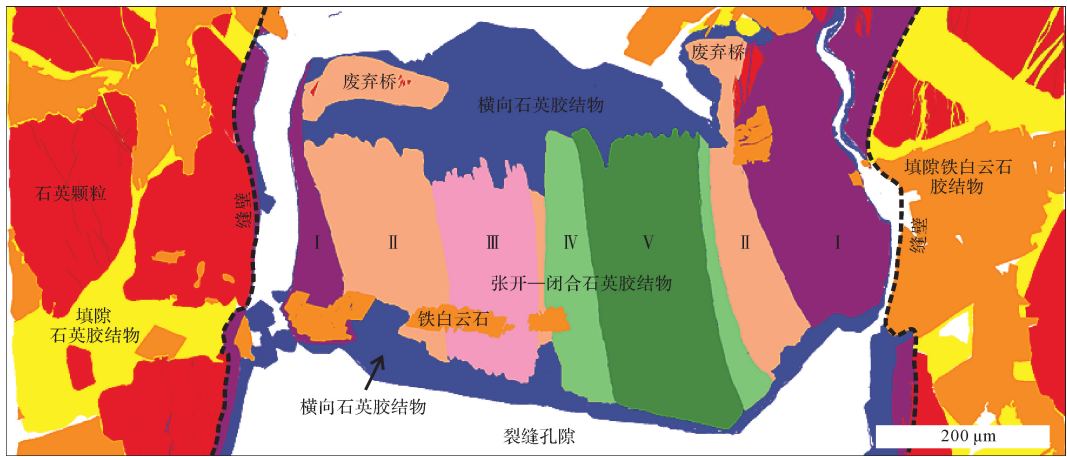 废弃桥
废弃桥
横向石英胶结物
石英颗粒
缝壁
填隙铁白云石
胶结物
缝壁
Ⅰ
Ⅱ
Ⅲ
Ⅳ
Ⅴ
Ⅱ
Ⅰ
张开—闭合石英胶结物
填隙
石英胶结物
铁白云石
横向石英胶结物
裂缝孔隙
200 μm